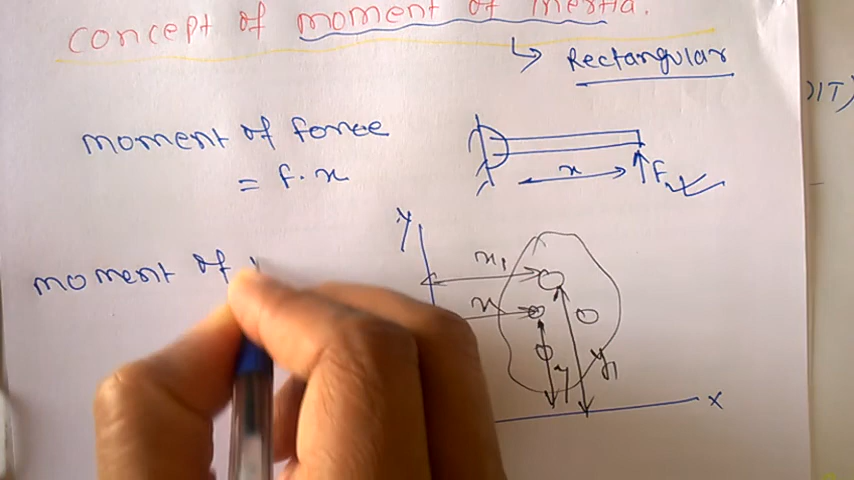 concept of moment of Inertia.
Rectangular
moment of force
= f.x
x
F
y
moment of
x1
x
y
y1
x